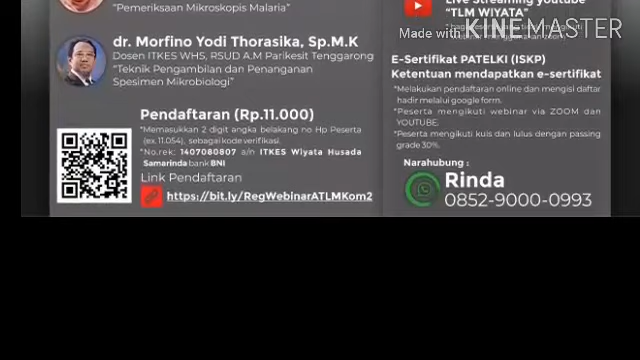 "Pemeriksaan Mikroskopis Malaria"
dr. Morfino Yodi Thorasika, Sp.M.K
Dosen ITKES WHS, RSUD A.M Parikesit Tenggarong
"Teknik Pengambilan dan Penanganan
Spesimen Mikrobiologi"
Pendaftaran (Rp.11.000)
*Memasukkan 2 digit angka belakang no Hp Peserta
(ex. 11.054), sebagai kode verifikasi.
*No.rek; 1407080807 a/n ITKES Wiyata Husada
Samarinda bank BNI
Link Pendaftaran
https://bit.ly/RegWebinarATLMKom2
Live Streaming youtube
"TLM WIYATA"
Made with KINEMASTER
E-Sertifikat PATELKI (ISKP)
Ketentuan mendapatkan e-sertifikat
*Melakukan pendaftaran online dan mengisi daftar
hadir melalui google form.
*Peserta mengikuti webinar via ZOOM dan
YOUTUBE.
*Peserta mengikuti kuis dan lulus dengan passing
grade 30%.
Narahubung :
Rinda
0852-9000-0993